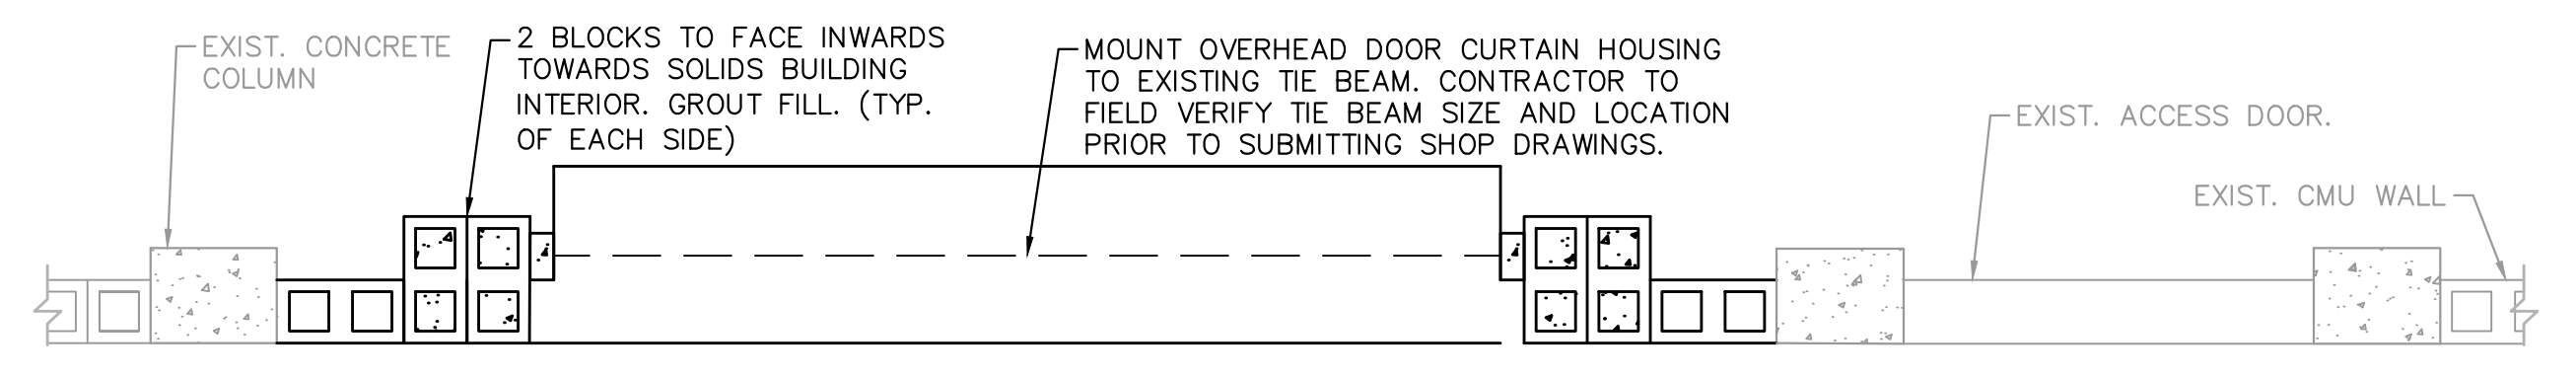 EXIST. CONCRETE
COLUMN
2 BLOCKS TO FACE INWARDS
TOWARDS SOLIDS BUILDING
INTERIOR. GROUT FILL. (TYP.
OF EACH SIDE)
MOUNT OVERHEAD DOOR CURTAIN HOUSING
TO EXISTING TIE BEAM. CONTRACTOR TO
FIELD VERIFY TIE BEAM SIZE AND LOCATION
PRIOR TO SUBMITTING SHOP DRAWINGS.
EXIST. ACCESS DOOR.
EXIST. CMU WALL